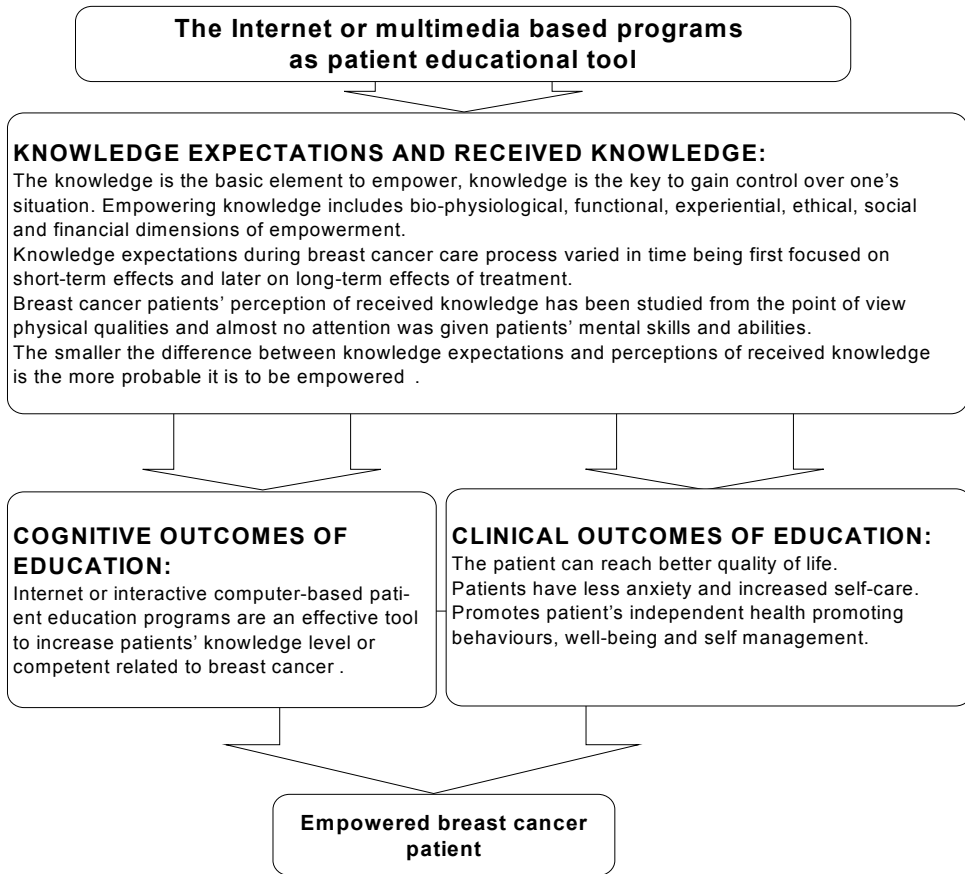 The Internet or multimedia based programs
as patient educational tool
KNOWLEDGE EXPECTATIONS AND RECEIVED KNOWLEDGE:
The knowledge is the basic element to empower, knowledge is the key to gain control over one's
situation. Empowering knowledge includes bio-physiological, functional, experiential, ethical, social
and financial dimensions of empowerment.
Knowledge expectations during breast cancer care process varied in time being first focused on
short-term effects and later on long-term effects of treatment.
Breast cancer patients' perception of received knowledge has been studied from the point of view
physical qualities and almost no attention was given patients' mental skills and abilities.
The smaller the difference between knowledge expectations and perceptions of received knowledge
is the more probable it is to be empowered .
COGNITIVE OUTCOMES OF
EDUCATION:
Internet or interactive computer-based pati-
ent education programs are an effective tool
to increase patients' knowledge level or
competent related to breast cancer .
CLINICAL OUTCOMES OF EDUCATION:
The patient can reach better quality of life.
Patients have less anxiety and increased self-care.
Promotes patient's independent health promoting
behaviours, well-being and self management.
Empowered breast cancer
patient